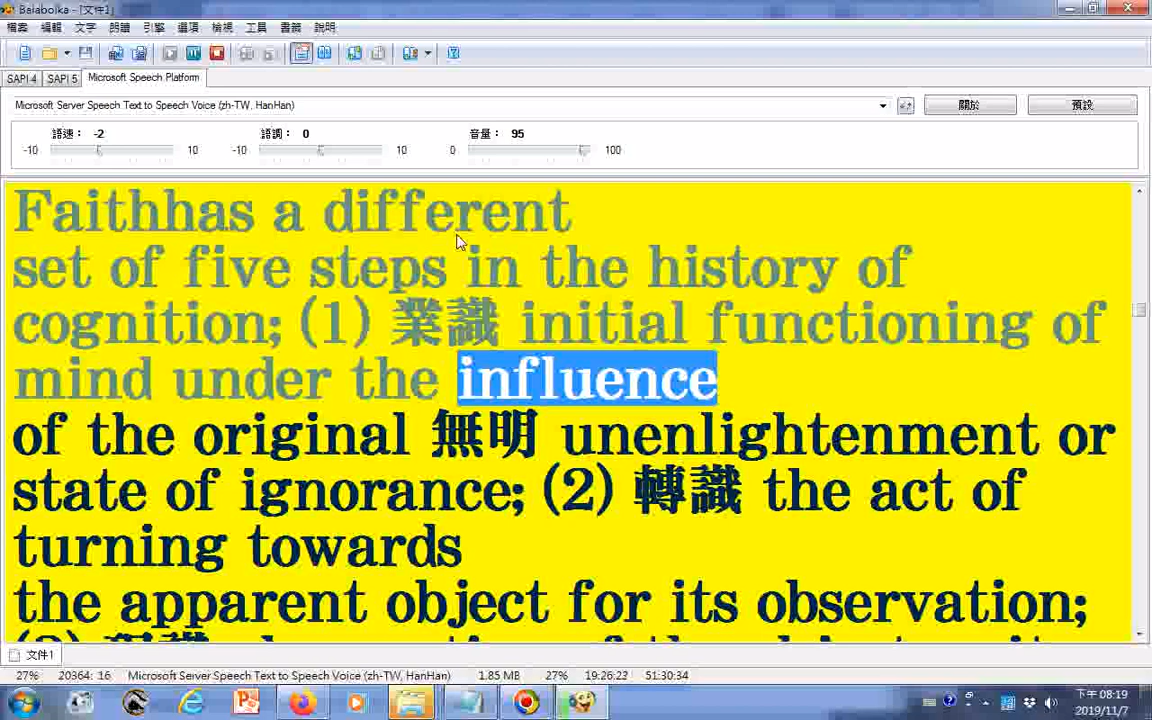 Balabolka - [文件1]
檔案 編輯 文字 朗讀 引擎 選項 檢視 工具 書籤 說明
SAPI 4 SAPI 5 Microsoft Speech Platform
Microsoft Server Speech Text to Speech Voice (zh-TW, HanHan) 關於 預設
語速： -2 語調： 0 音量： 95
-10 10 -10 10 0 100
Faithhas a different
set of five steps in the history of
cognition; (1) 業識 initial functioning of
mind under the influence
of the original 無明 unenlightenment or
state of ignorance; (2) 轉識 the act of
turning towards
the apparent object for its observation;
文件1
27% 20364: 16 Microsoft Server Speech Text to Speech Voice (zh-TW, HanHan) 1.85 MB 27% 19:26:23 51:30:34
下午 08:19
2019/11/7